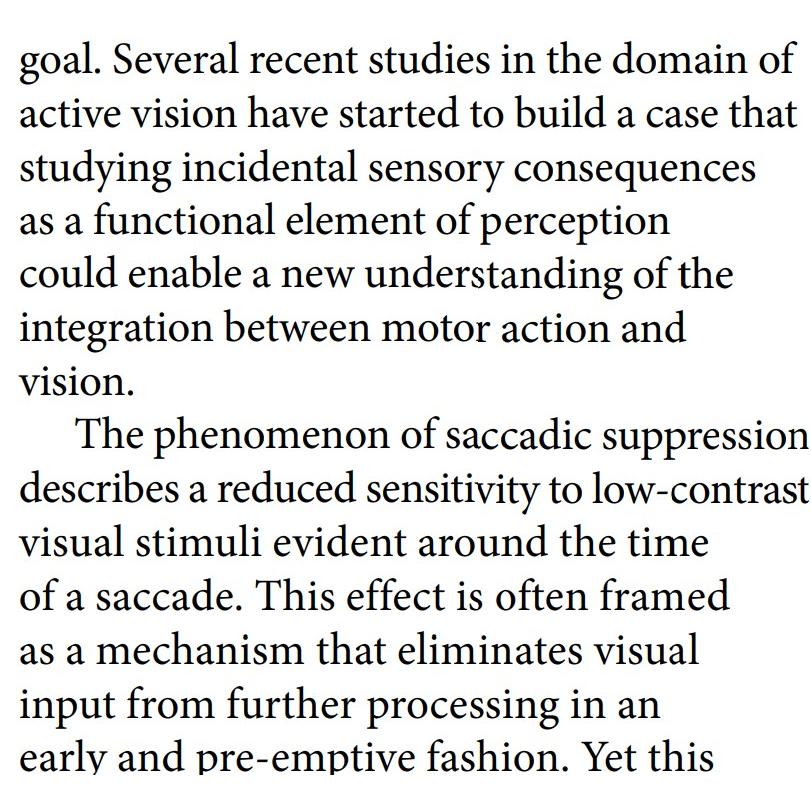 goal. Several recent studies in the domain of
active vision have started to build a case that
studying incidental sensory consequences
as a functional element of perception
could enable a new understanding of the
integration between motor action and
vision.
The phenomenon of saccadic suppression
describes a reduced sensitivity to low-contrast
visual stimuli evident around the time
of a saccade. This effect is often framed
as a mechanism that eliminates visual
input from further processing in an
early and pre-emptive fashion. Yet this